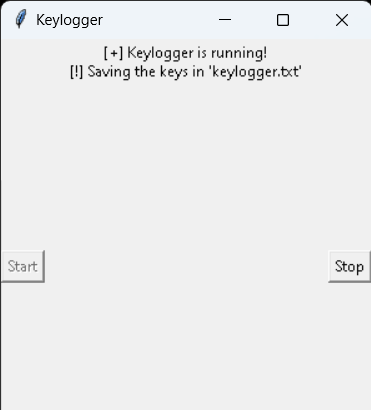 Keylogger
[+] Keylogger is running!
[!] Saving the keys in 'keylogger.txt'
Start
Stop